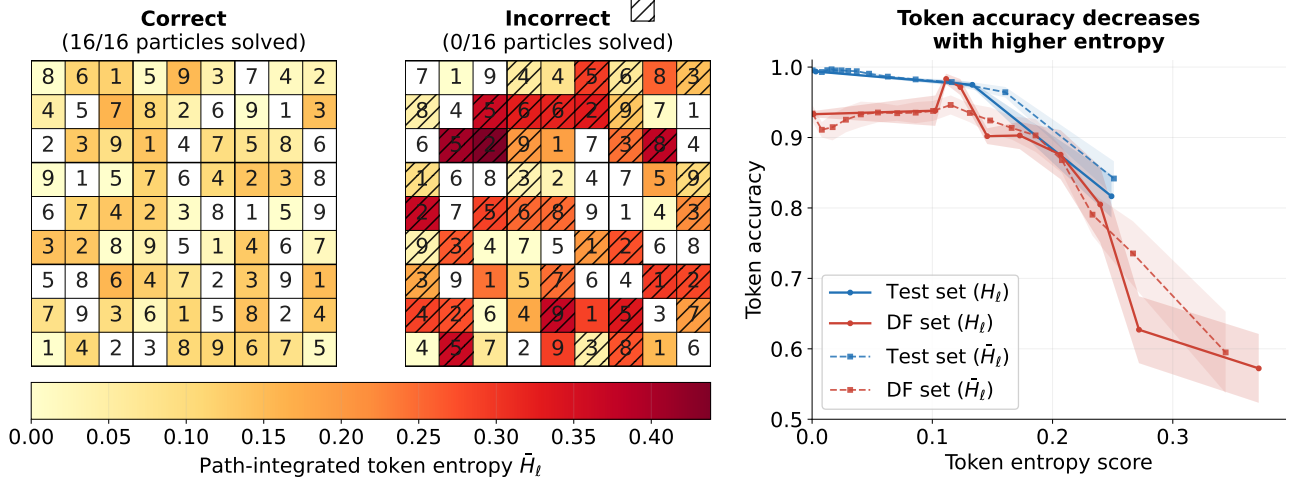 Correct
(16/16 particles solved)
8 6 1 5 9 3 7 4 2
4 5 7 8 2 6 9 1 3
2 3 9 1 4 7 5 8 6
9 1 5 7 6 4 2 3 8
6 7 4 2 3 8 1 5 9
3 2 8 9 5 1 4 6 7
5 8 6 4 7 2 3 9 1
7 9 3 6 1 5 8 2 4
1 4 2 3 8 9 6 7 5
Incorrect
(0/16 particles solved)
7 1 9 4 4 5 6 8 3
8 4 5 6 6 2 9 7 1
6 5 2 9 1 7 3 8 4
1 6 8 3 2 4 7 5 9
2 7 5 6 8 9 1 4 3
9 3 4 7 5 1 2 6 8
3 9 1 5 7 6 4 1 2
4 2 6 4 9 1 5 3 7
4 5 7 2 9 3 8 1 6
0.00 0.05 0.10 0.15 0.20 0.25 0.30 0.35 0.40
Path-integrated token entropy H̄ℓ
Token accuracy decreases
with higher entropy
Token accuracy
1.0
0.9
0.8
0.7
0.6
0.5
Test set (Hℓ)
DF set (Hℓ)
Test set (H̄ℓ)
DF set (H̄ℓ)
0.0 0.1 0.2 0.3
Token entropy score